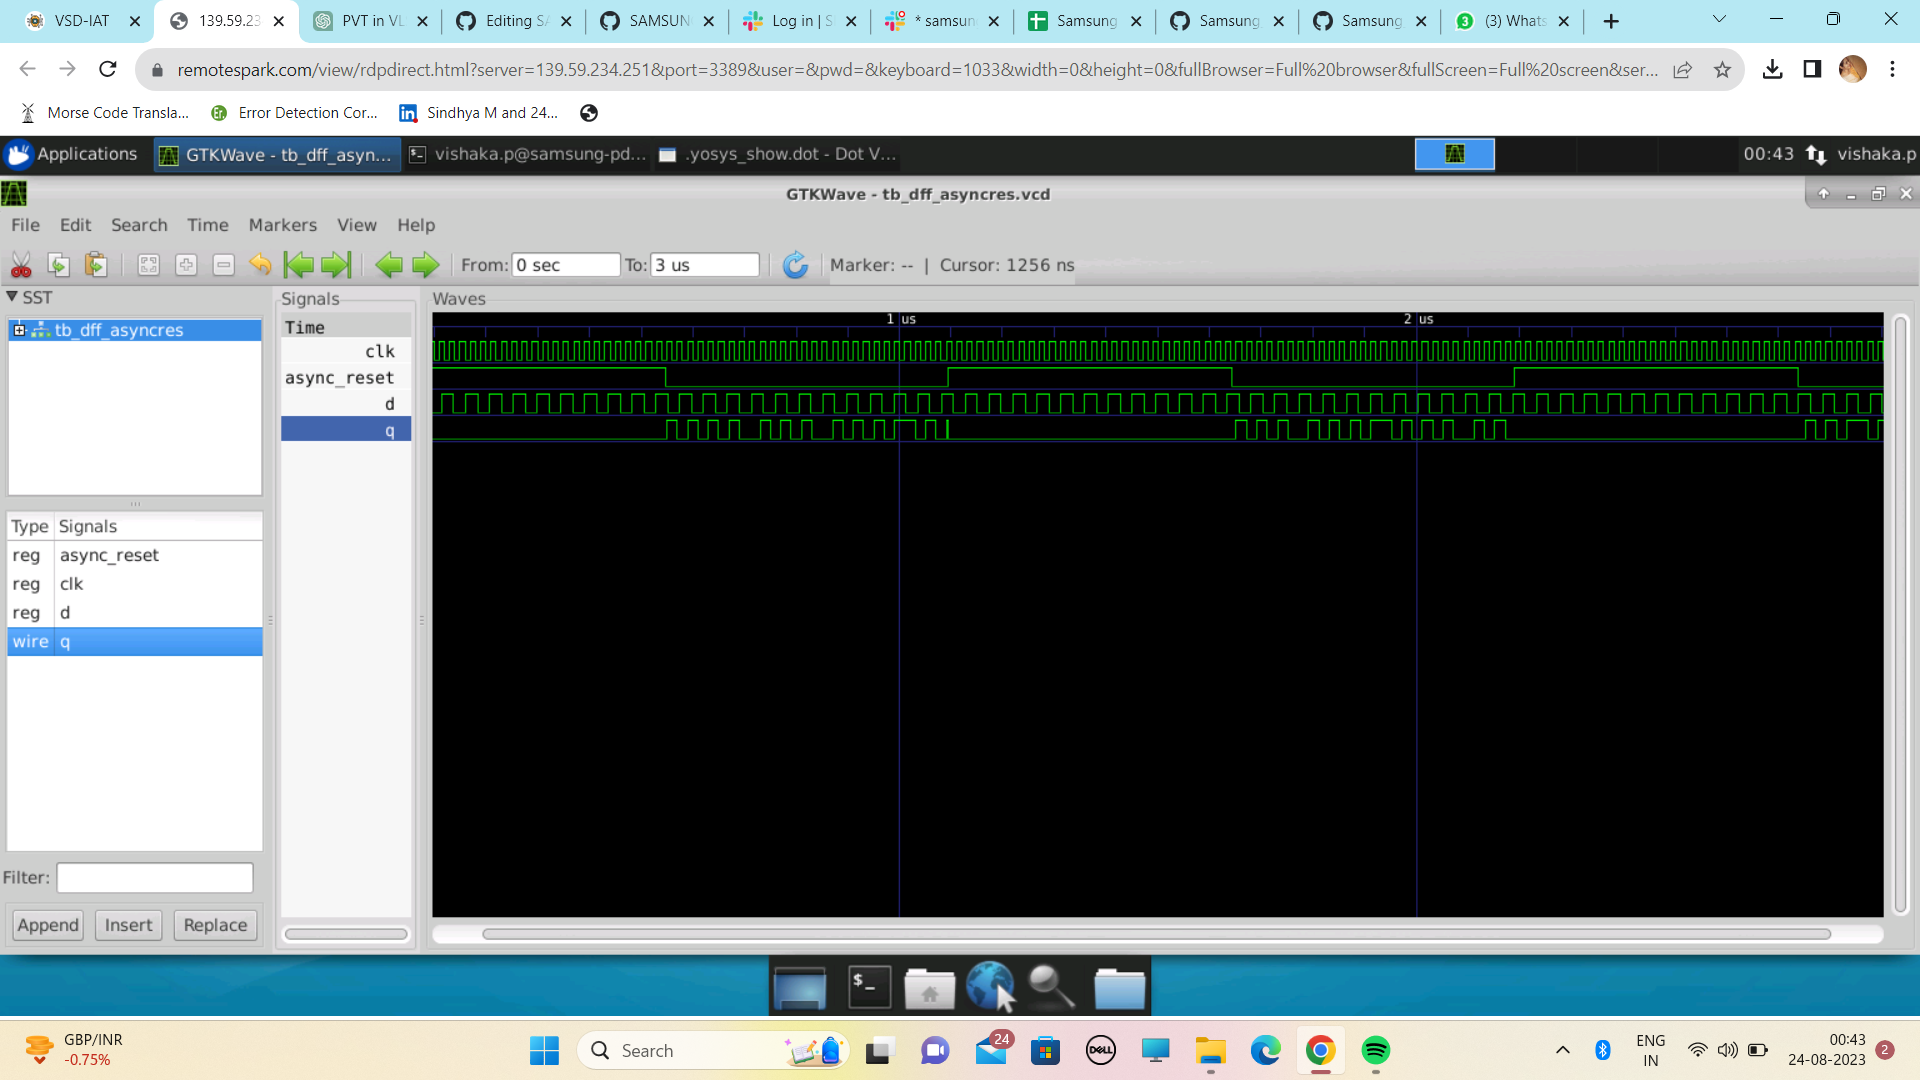 VSD-IAT
139.59.23
PVT in VL
Editing SA
SAMSUN
Log in | S
* samsun
Samsung
Samsung
Samsung
3
(3) Whats
remotespark.com/view/rdpdirect.html?server=139.59.234.251&port=3389&user=&pwd=&keyboard=1033&width=0&height=0&fullBrowser=Full%20browser&fullScreen=Full%20screen&ser...
Morse Code Transla...
Er.
Error Detection Cor...
in
Sindhya M and 24...
Applications
GTKWave - tb_dff_asyn...
vishaka.p@samsung-pd...
.yosys_show.dot - Dot V...
00:43
vishaka.p
GTKWave - tb_dff_asyncres.vcd
File Edit Search Time Markers View Help
From: 0 sec To: 3 us Marker: -- | Cursor: 1256 ns
SST
tb_dff_asyncres
Type Signals
reg async_reset
reg clk
reg d
wire q
Filter:
Append Insert Replace
Signals
Time
clk
async_reset
d
q
Waves
1 us 2 us
$_
GBP/INR
-0.75%
Search
24
DELL
ENG
IN
00:43
24-08-2023
2